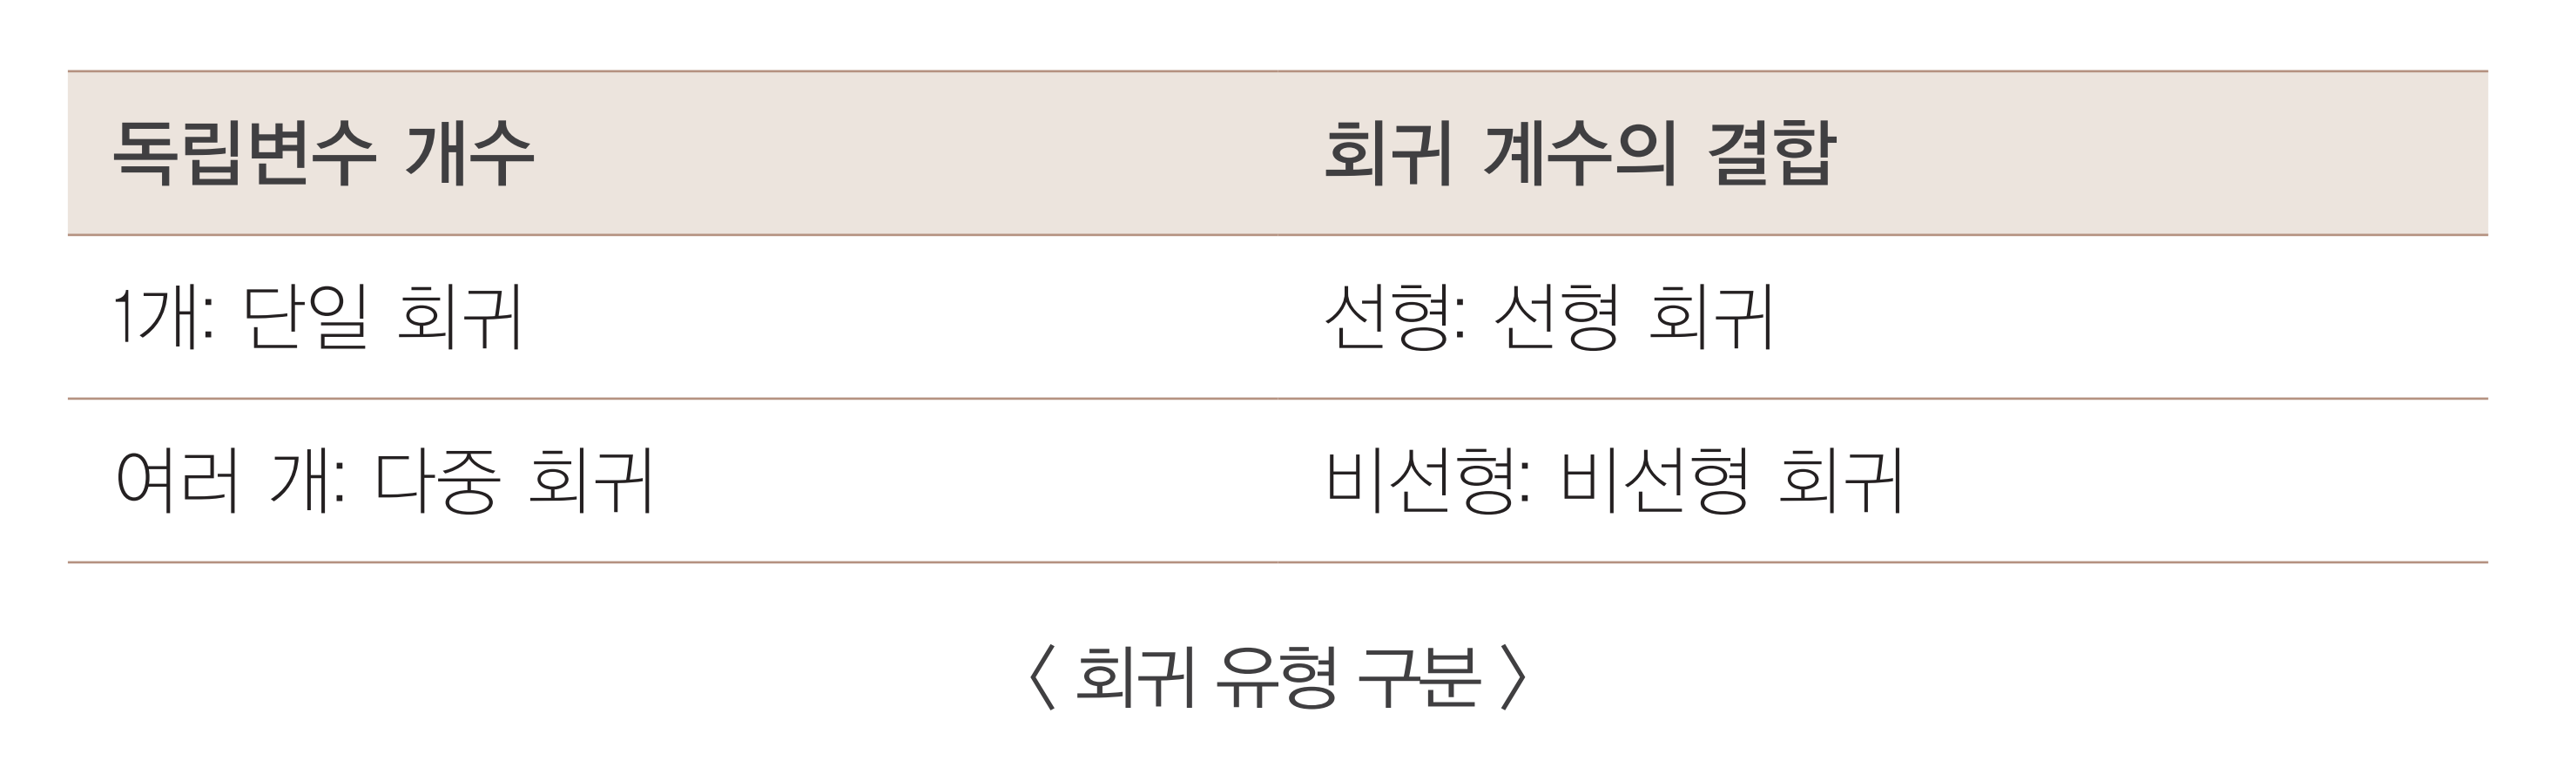 독립변수 개수 회귀 계수의 결합
1개: 단일 회귀 선형: 선형 회귀
여러 개: 다중 회귀 비선형: 비선형 회귀
〈 회귀 유형 구분 〉